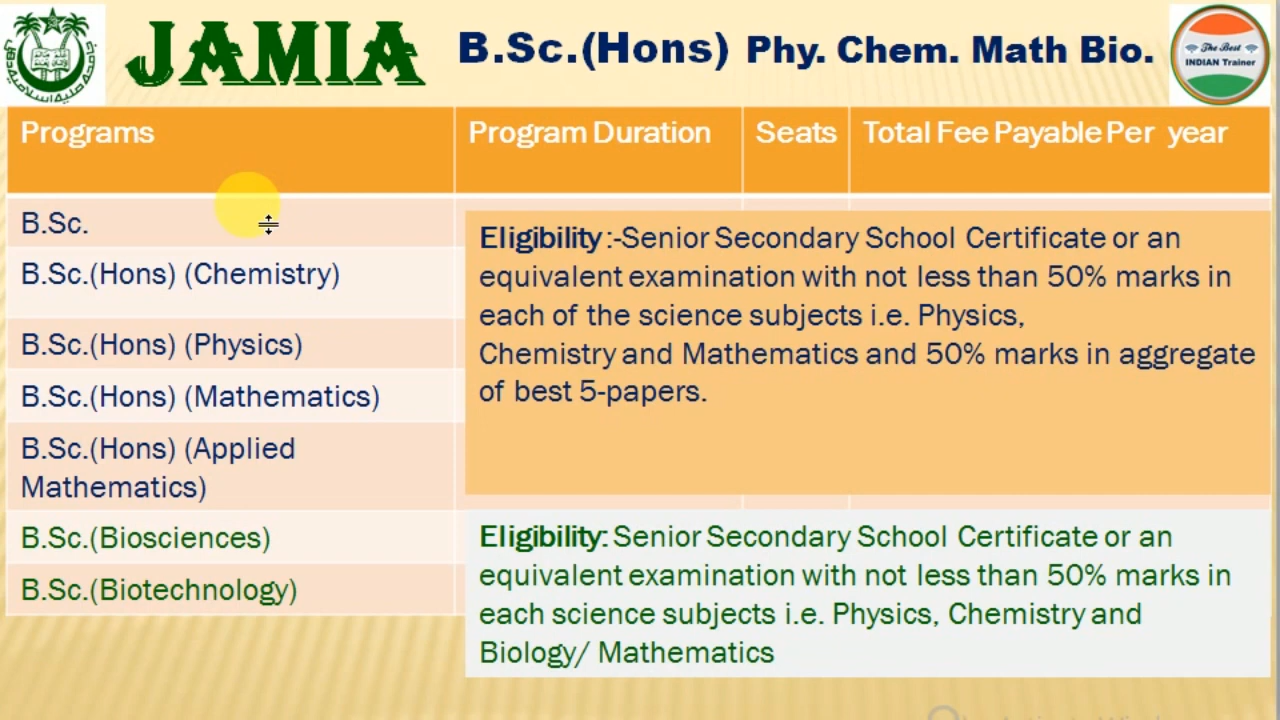 JAMIA B.Sc.(Hons) Phy. Chem. Math Bio.
The Best
INDIAN Trainer
Programs Program Duration Seats Total Fee Payable Per year
B.Sc.
B.Sc.(Hons) (Chemistry)
B.Sc.(Hons) (Physics)
B.Sc.(Hons) (Mathematics)
B.Sc.(Hons) (Applied
Mathematics)
B.Sc.(Biosciences)
B.Sc.(Biotechnology)
Eligibility :-Senior Secondary School Certificate or an
equivalent examination with not less than 50% marks in
each of the science subjects i.e. Physics,
Chemistry and Mathematics and 50% marks in aggregate
of best 5-papers.
Eligibility: Senior Secondary School Certificate or an
equivalent examination with not less than 50% marks in
each science subjects i.e. Physics, Chemistry and
Biology/ Mathematics